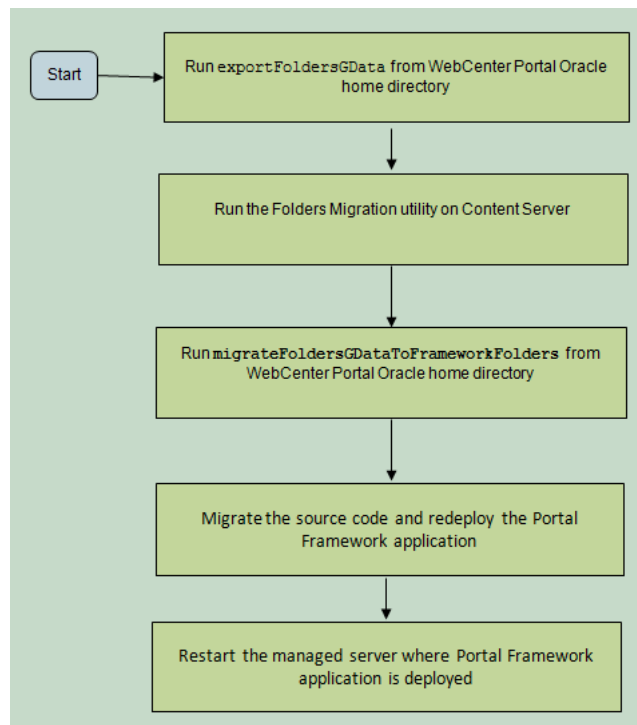 Start
Run exportFoldersGData from WebCenter Portal Oracle
home directory
Run the Folders Migration utility on Content Server
Run migrateFoldersGDataToFrameworkFolders from
WebCenter Portal Oracle home directory
Migrate the source code and redeploy the Portal
Framework application
Restart the managed server where Portal Framework
application is deployed